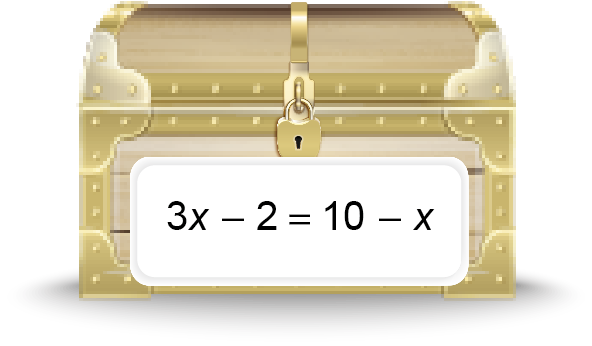 3x – 2 = 10 – x